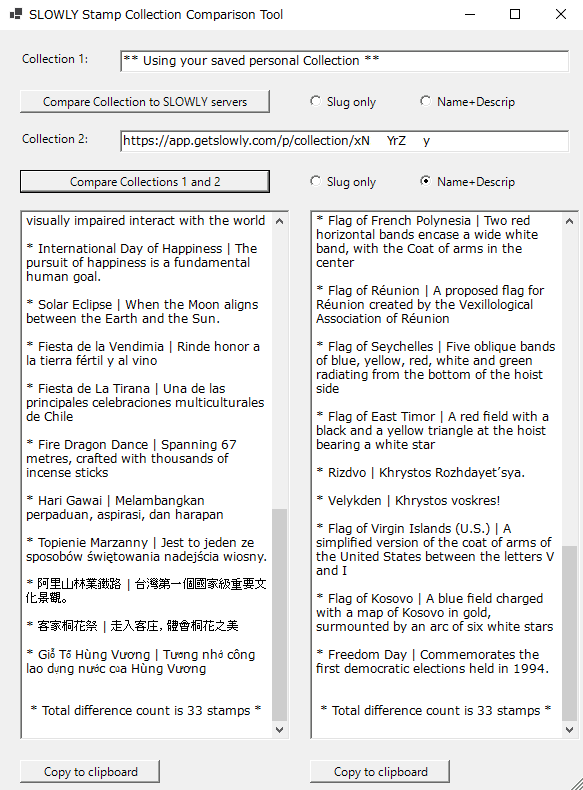 SLOWLY Stamp Collection Comparison Tool
Collection 1:
** Using your saved personal Collection **
Compare Collection to SLOWLY servers
Slug only
Name+Descrip
Collection 2:
https://app.getslowly.com/p/collection/xN YrZ y
Compare Collections 1 and 2
Slug only
Name+Descrip
visually impaired interact with the world
* International Day of Happiness | The
pursuit of happiness is a fundamental
human goal.
* Solar Eclipse | When the Moon aligns
between the Earth and the Sun.
* Fiesta de la Vendimia | Rinde honor a
la tierra fértil y al vino
* Fiesta de La Tirana | Una de las
principales celebraciones multiculturales
de Chile
* Fire Dragon Dance | Spanning 67
metres, crafted with thousands of
incense sticks
* Hari Gawai | Melambangkan
perpaduan, aspirasi, dan harapan
* Topienie Marzanny | Jest to jeden ze
sposobów świętowania nadejścia wiosny.
* 阿里山林業鐵路 | 台灣第一個國家級重要文
化景觀。
* 客家桐花祭 | 走入客庄，體會桐花之美
* Giỗ Tổ Hùng Vương | Tưởng nhớ công
lao dựng nước của Hùng Vương
* Total difference count is 33 stamps *
Copy to clipboard
* Flag of French Polynesia | Two red
horizontal bands encase a wide white
band, with the Coat of arms in the
center
* Flag of Réunion | A proposed flag for
Réunion created by the Vexillological
Association of Réunion
* Flag of Seychelles | Five oblique bands
of blue, yellow, red, white and green
radiating from the bottom of the hoist
side
* Flag of East Timor | A red field with a
black and a yellow triangle at the hoist
bearing a white star
* Rizdvo | Khrystos Rozhdayet’sya.
* Velykden | Khrystos voskres!
* Flag of Virgin Islands (U.S.) | A
simplified version of the coat of arms of
the United States between the letters V
and I
* Flag of Kosovo | A blue field charged
with a map of Kosovo in gold,
surmounted by an arc of six white stars
* Freedom Day | Commemorates the
first democratic elections held in 1994.
* Total difference count is 33 stamps *
Copy to clipboard